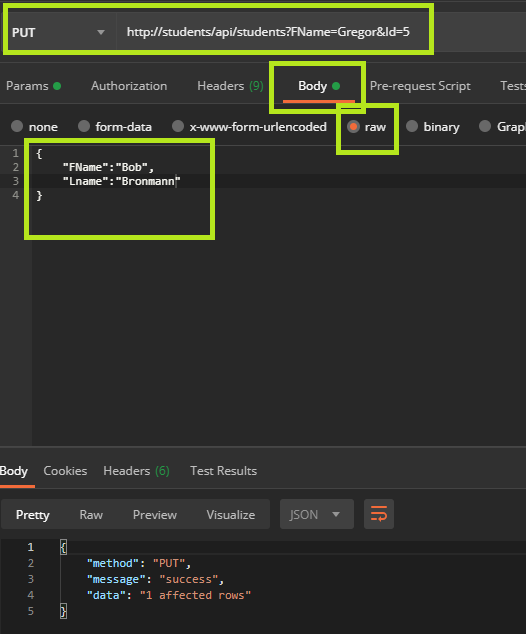 PUT http://students/api/students?FName=Gregor&Id=5
Params Authorization Headers (9) Body Pre-request Script Tests
none form-data x-www-form-urlencoded raw binary Graph
1 {
2 "FName":"Bob",
3 "Lname":"Bronmann"
4 }
Body Cookies Headers (6) Test Results
Pretty Raw Preview Visualize JSON
1 {
2 "method": "PUT",
3 "message": "success",
4 "data": "1 affected rows"
5 }